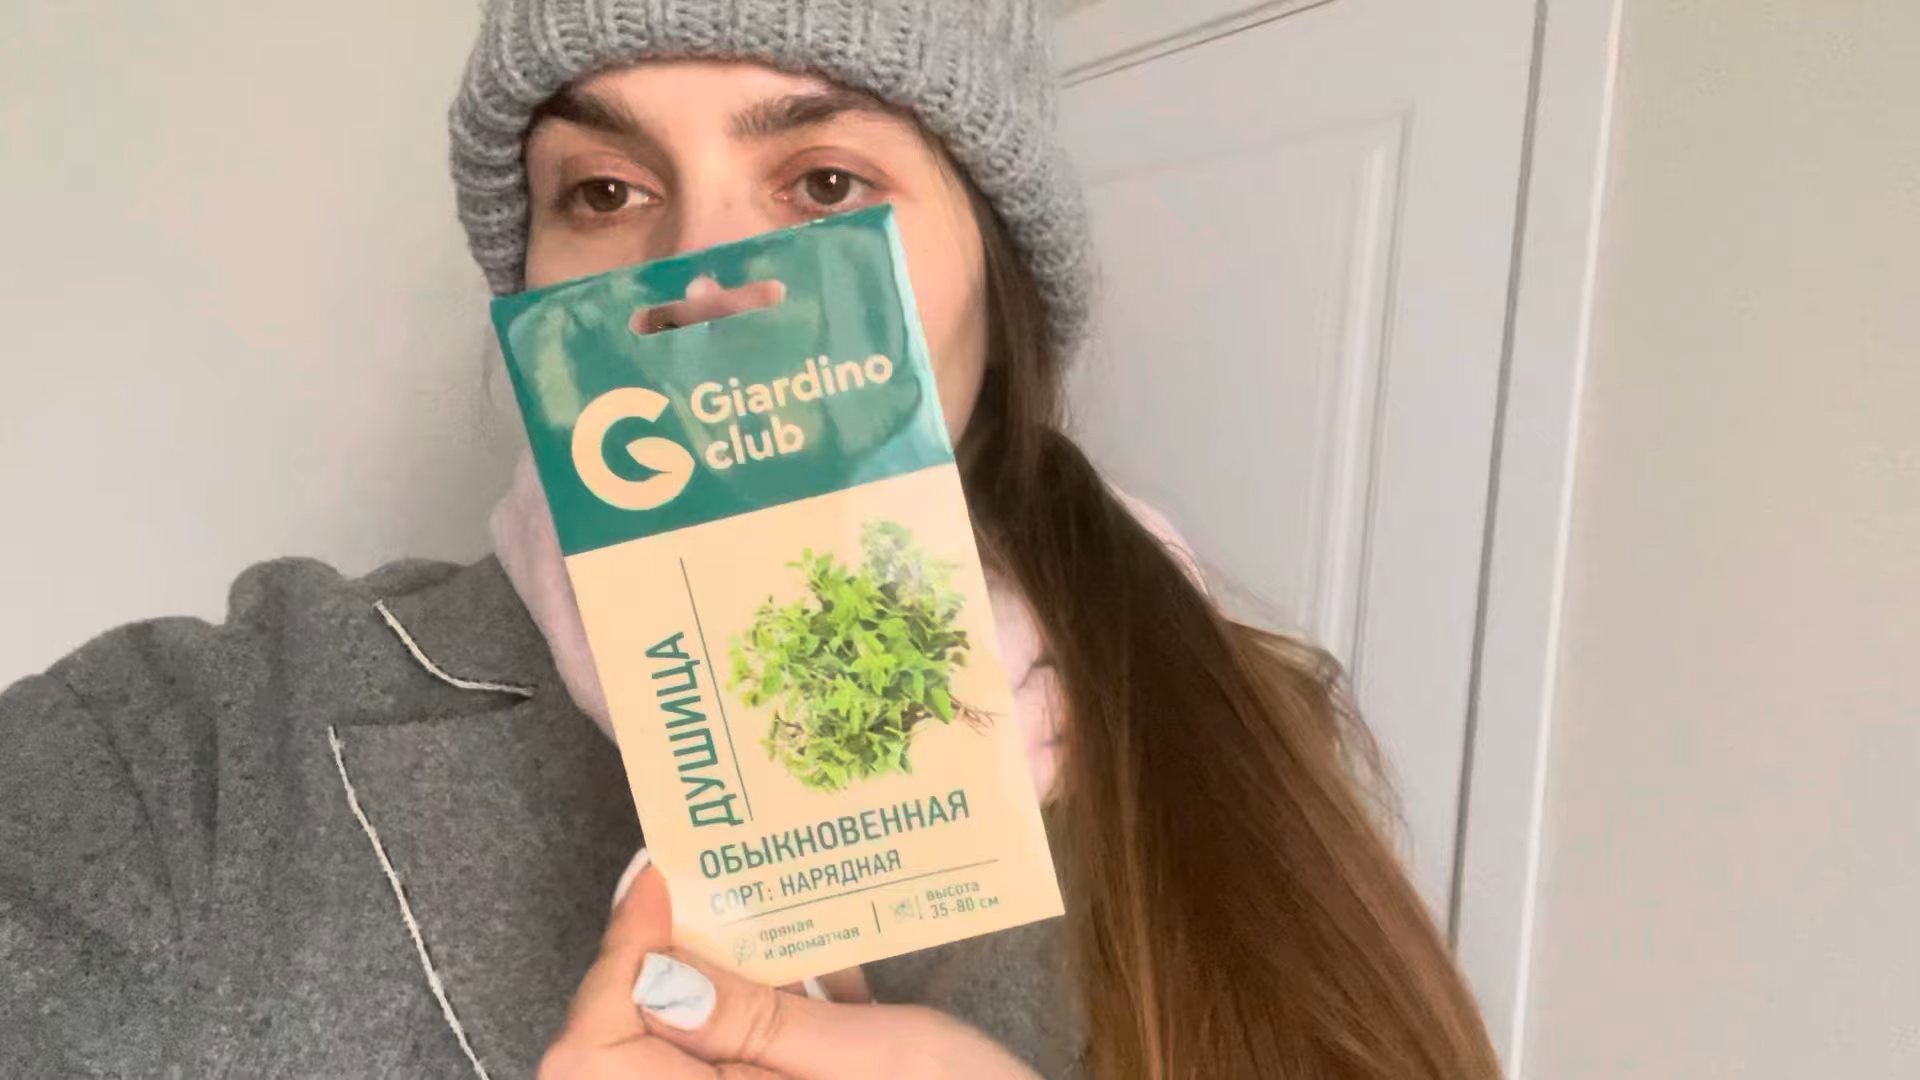 Giardino
club
ДУШИЦА
ОБЫКНОВЕННАЯ
СОРТ: НАРЯДНАЯ
пряная
и ароматная
высота
35-80 см